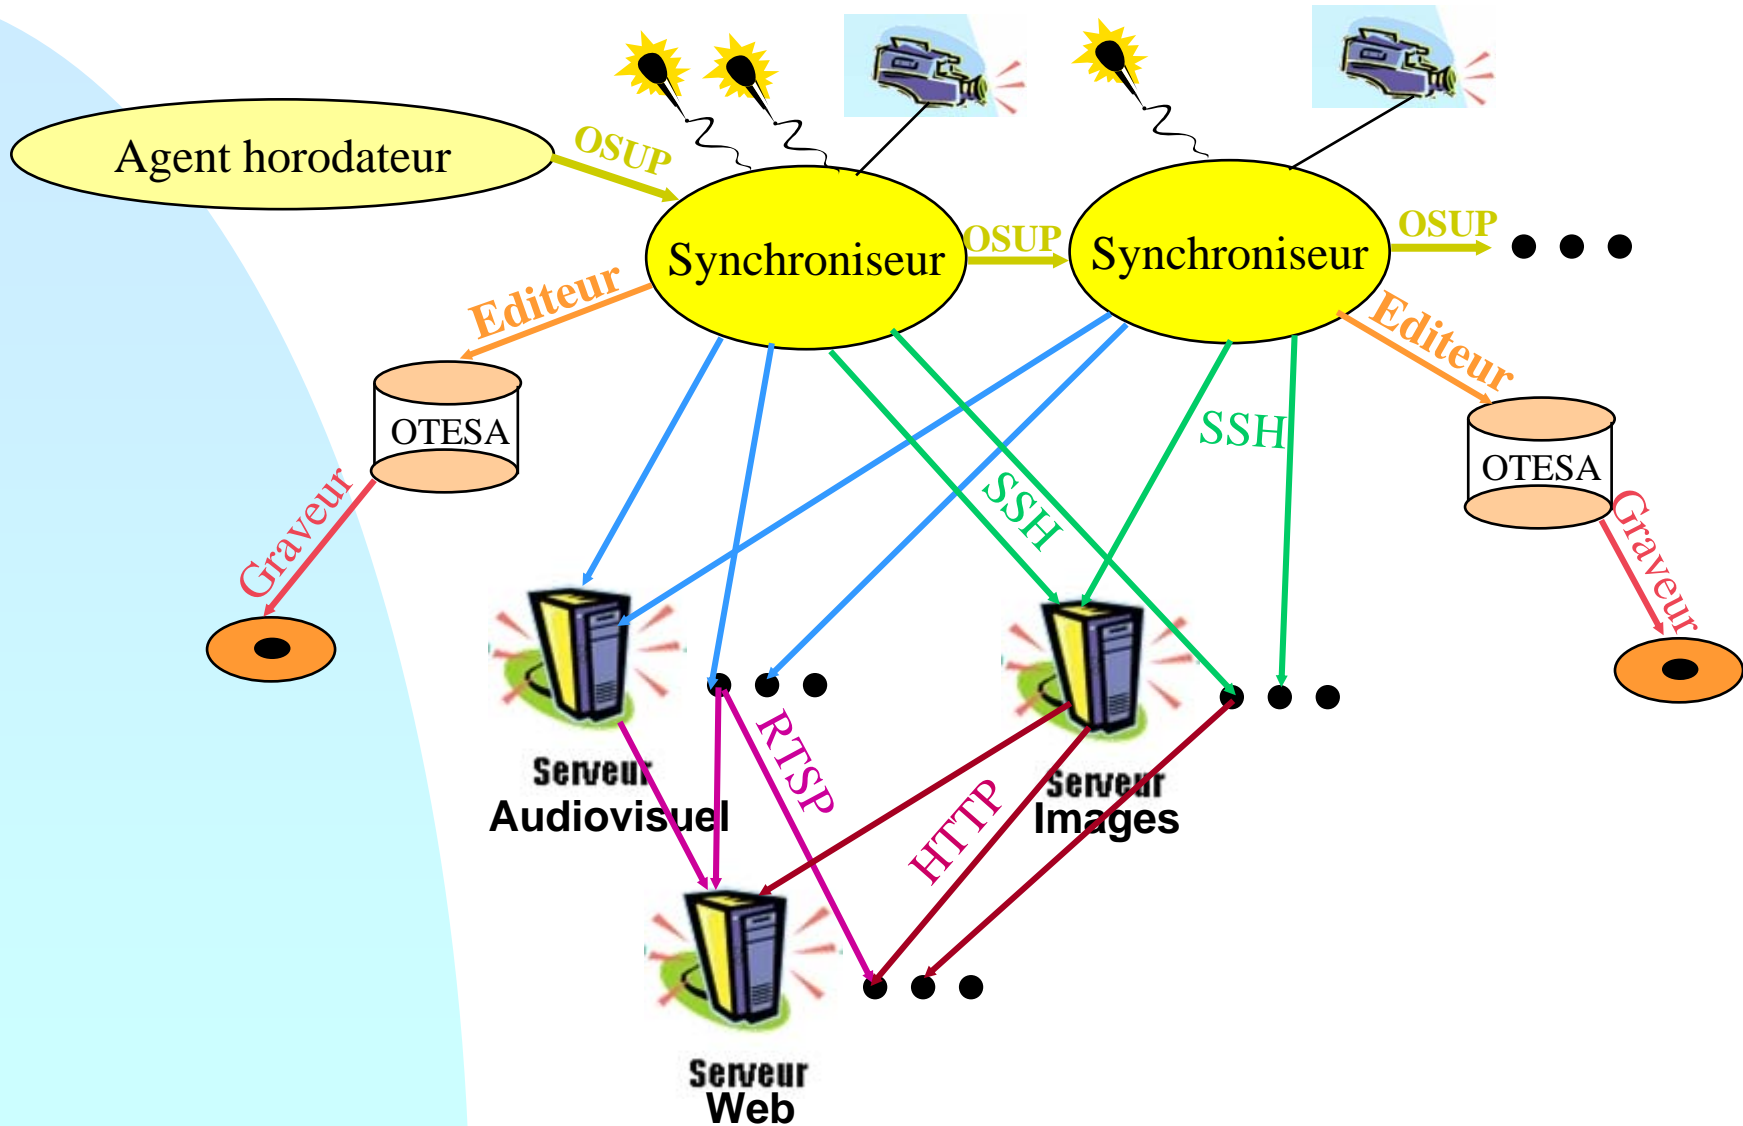 OSUP
Agent horodateur
OSUP
OSUP
Synchroniseur
Synchroniseur
Editeur
Editeur
OTESA
SSH
OTESA
SSH
Graveur
Graveur
RTSP
Serveur
Audiovisuel
HTTP
Serveur
Images
Serveur
Web